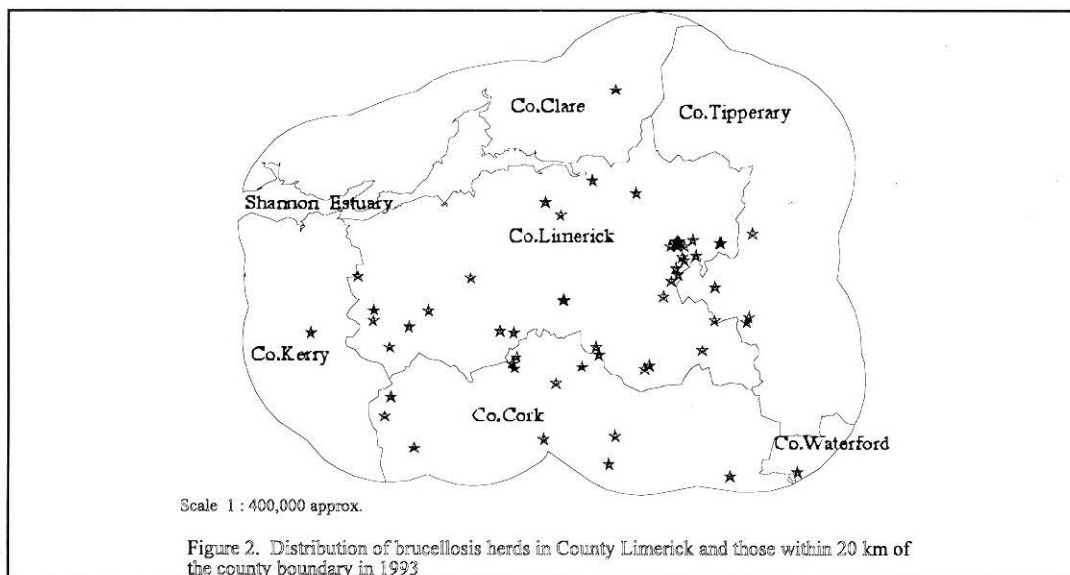 Co.Clare
Co.Tipperary
Shannon Estuary
Co.Limerick
Co.Kerry
Co.Cork
Co.Waterford
Scale 1 : 400,000 approx.
Figure 2. Distribution of brucellosis herds in County Limerick and those within 20 km of
the county boundary in 1993